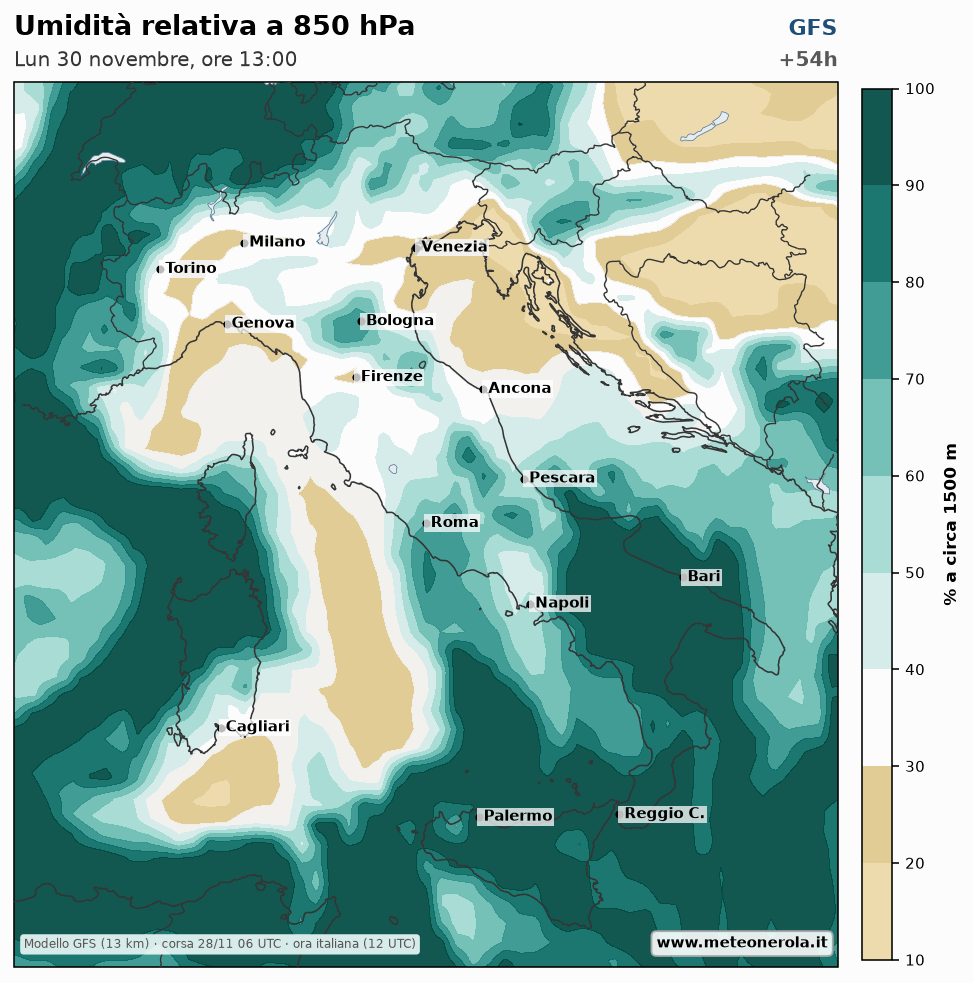 Umidità relativa a 850 hPa
GFS
Lun 30 novembre, ore 13:00
+54h
Milano
Venezia
Torino
Genova
Bologna
Firenze
Ancona
Pescara
Roma
Bari
Napoli
Cagliari
Palermo
Reggio C.
100
90
80
70
60
50
40
30
20
10
% a circa 1500 m
Modello GFS (13 km) · corsa 28/11 06 UTC · ora italiana (12 UTC)
www.meteonerola.it